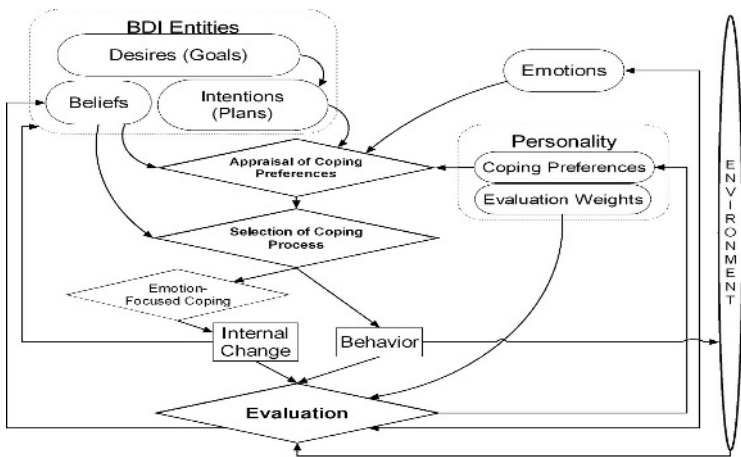 BDI Entities
Desires (Goals)
Beliefs
Intentions
(Plans)
Emotions
Personality
Coping Preferences
Evaluation Weights
Appraisal of Coping
Preferences
Selection of Coping
Process
Emotion-
Focused Coping
Internal
Change
Behavior
Evaluation
ENVIRONMENT